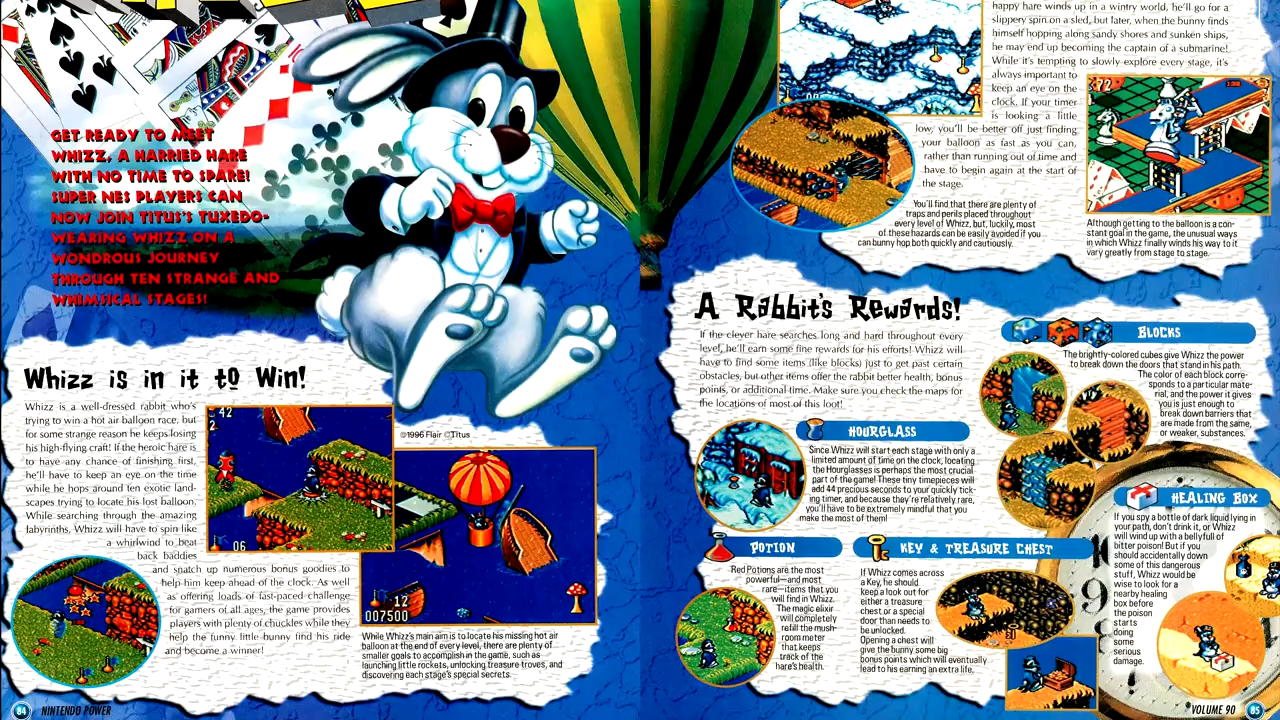 GET READY TO MEET
WHIZZ, A HARRIED HARE
WITH NO TIME TO SPARE!
SUPER NES PLAYERS CAN
NOW JOIN TITUS'S TUXEDO-
WEARING WHIZZ ON A
WONDROUS JOURNEY
THROUGH TEN STRANGE AND
WHIMSICAL STAGES!
Whizz is in it to Win!
Whizz is a well-dressed rabbit who's
trying to win a hot air balloon race, but
for some strange reason he keeps losing
his high-flying craft! If the heroic hare is
to have any chance of finishing first,
he'll have to keep an eye on the time
while he hops around ten exotic land-
scapes trying to locate his lost balloon.
While searching through the amazing
labyrinths, Whizz will have to spin like
a whirlwind to beat
back baddies
and snatch up numerous bonus goodies to
help him keep ahead of the clock. As well
as offering loads of fast-paced challenge
for gamers of all ages, the game provides
players with plenty of chuckles while they
help the funny little bunny find his ride
and become a winner!
42
2
06
©1996 Flair ©Titus
12
007500
While Whizz's main aim is to locate his missing hot air
balloon at the end of every level, there are plenty of
smaller goals to accomplish in the game, such as
launching little rockets, unlocking treasure troves, and
discovering each stage's special secrets.
84 NINTENDO POWER
happy hare winds up in a wintry world, he'll go for a
slippery spin on a sled, but later, when the bunny finds
himself hopping along sandy shores and sunken ships,
he may end up becoming the captain of a submarine!
While it's tempting to slowly explore every stage, it's
always important to
keep an eye on the
clock. If your timer
is looking a little
low, you'll be better off just finding
your balloon as fast as you can,
rather than running out of time and
have to begin again at the start of
the stage.
You'll find that there are plenty of
traps and perils placed throughout
every level of Whizz, but, luckily, most
of these hazards can be easily avoided if you
can bunny hop both quickly and cautiously.
Although getting to the balloon is a con-
stant goal in the game, the unusual ways
in which Whizz finally winds his way to it
vary greatly from stage to stage.
A Rabbit's Rewards!
If the clever hare searches long and hard throughout every
level, he'll earn some fine rewards for his efforts! Whizz will
have to find some items (like blocks) just to get past certain
obstacles, but other items offer the rabbit better health, bonus
points, or additional time. Make sure you check the maps for
the locations of most of this loot!
HOURGLASS
Since Whizz will start each stage with only a
limited amount of time on the clock, locating
the Hourglasses is perhaps the most crucial
part of the game! These tiny timepieces will
add 44 precious seconds to your quickly tick-
ing timer, and because they're relatively rare,
you'll have to be extremely mindful that you
make the most of them!
POTION
Red Potions are the most
powerful—and most
rare—items that you
will find in Whizz.
The magic elixir
will completely
refill the mush-
room meter
that keeps
track of the
hare's health.
KEY & TREASURE CHEST
If Whizz comes across
a Key, he should
keep a look out for
either a treasure
chest or a special
door than needs to
be unlocked.
Opening a chest will
give the bunny some big
bonus points which will eventually
lead to his earning an extra life.
BLOCKS
The brightly-colored cubes give Whizz the power
to break down the doors that stand in his path.
The color of each block corre-
sponds to a particular mate-
rial, and the power it gives
you is just enough to
break down barriers that
are made from the same,
or weaker, substances.
HEALING BOX
If you spy a bottle of dark liquid lying in
your path, don't drink it, or Whizz
will wind up with a belly full of
bitter poison! But if you
should accidentally down
some of this dangerous
stuff, Whizz would be
wise to look for a
nearby healing
box before
the poison
starts
doing
some
serious
damage.
VOLUME 90 85